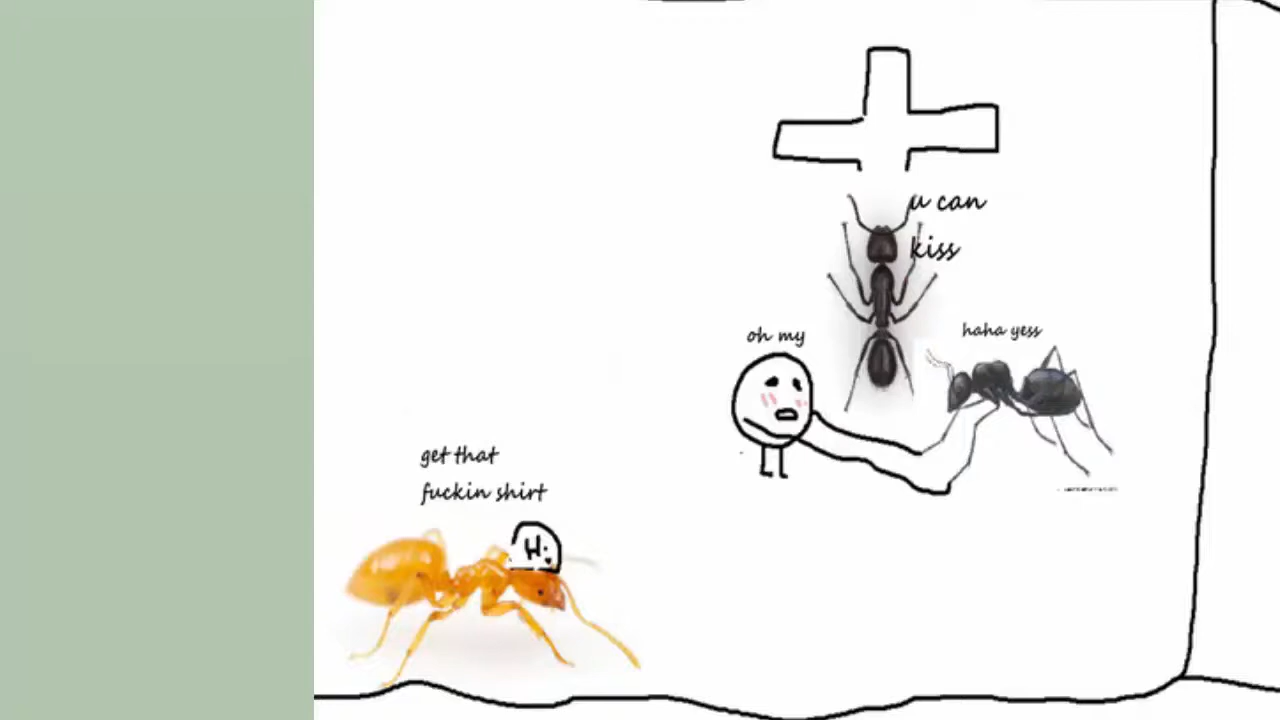 u can
kiss
oh my
haha yess
get that
fuckin shirt
H: